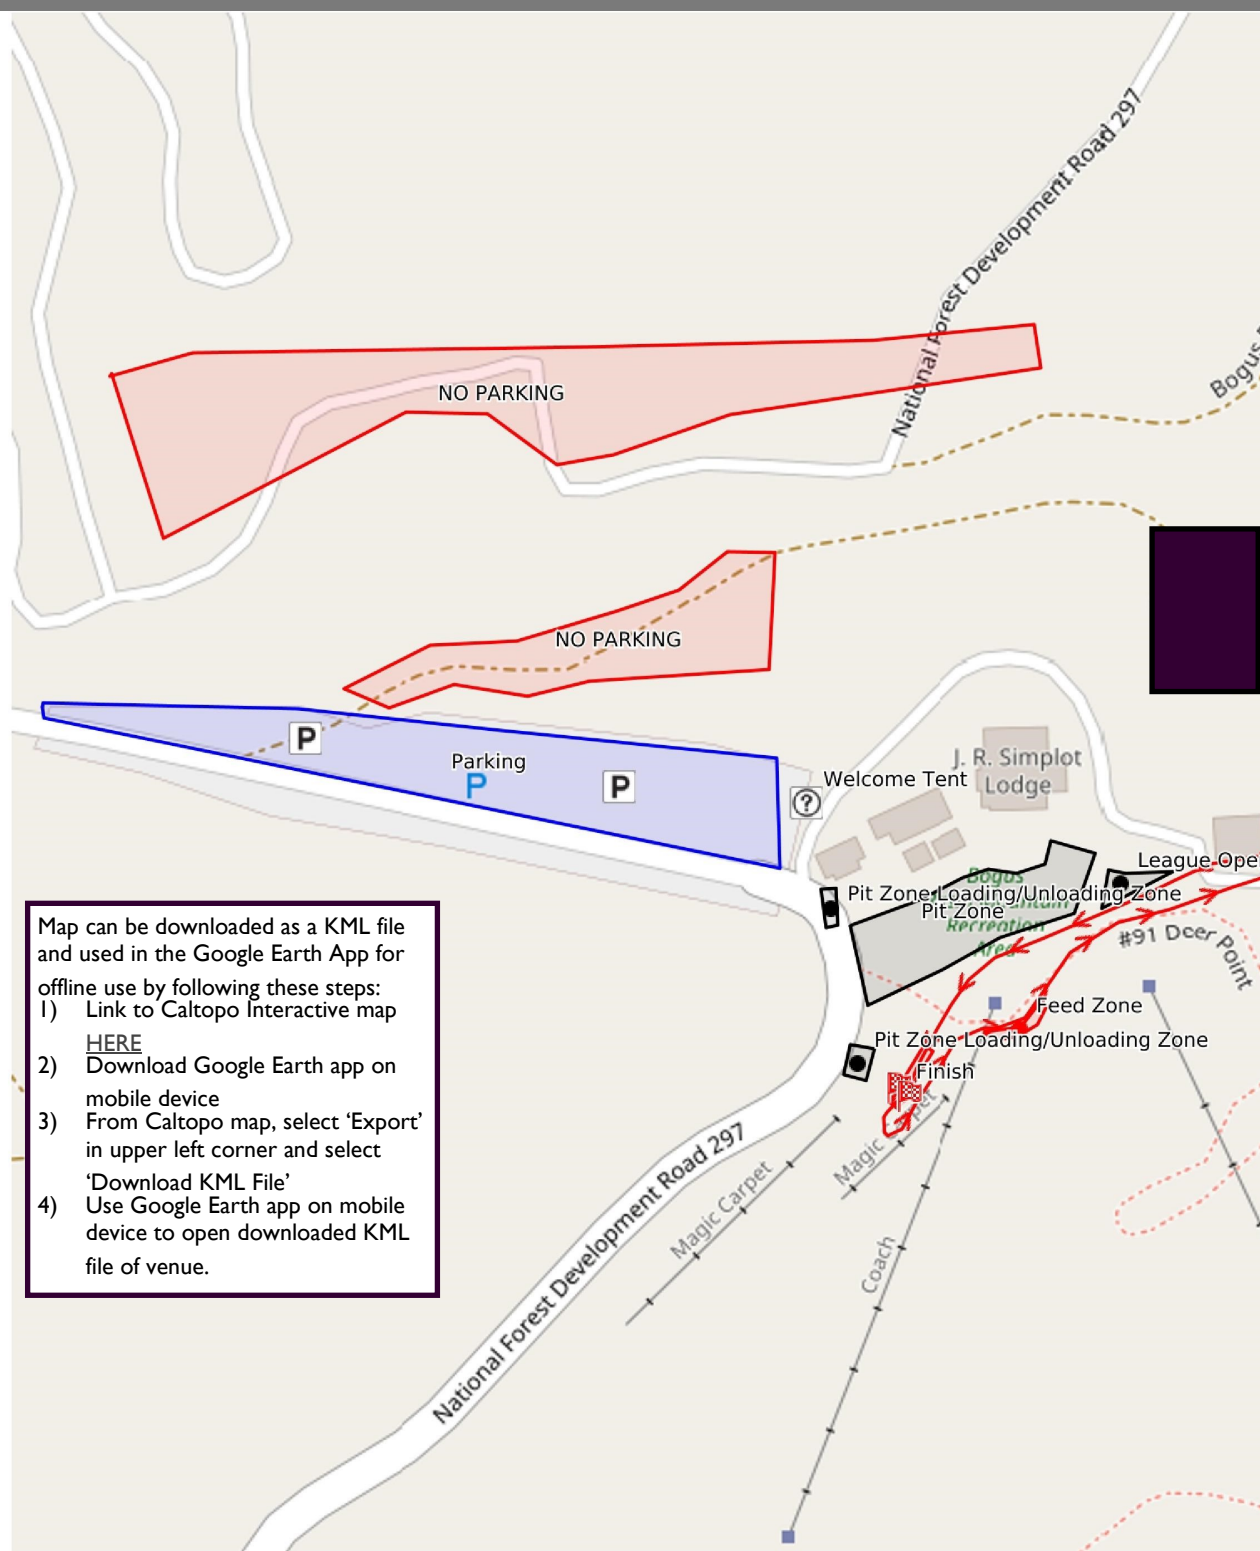 National Forest Development Road 297
NO PARKING
Bogus
NO PARKING
P
Parking
P
P
?
Welcome Tent
J. R. Simplot
Lodge
League Ope
Pit Zone Loading/Unloading Zone
Pit Zone
Bogus
Recreation
Area
#91 Deer Point
Feed Zone
Pit Zone Loading/Unloading Zone
Finish
Magic Carpet
Magic
Coach
National Forest Development Road 297
Map can be downloaded as a KML file
and used in the Google Earth App for
offline use by following these steps:
1) Link to Caltopo Interactive map
HERE
2) Download Google Earth app on
mobile device
3) From Caltopo map, select ‘Export’
in upper left corner and select
‘Download KML File’
4) Use Google Earth app on mobile
device to open downloaded KML
file of venue.